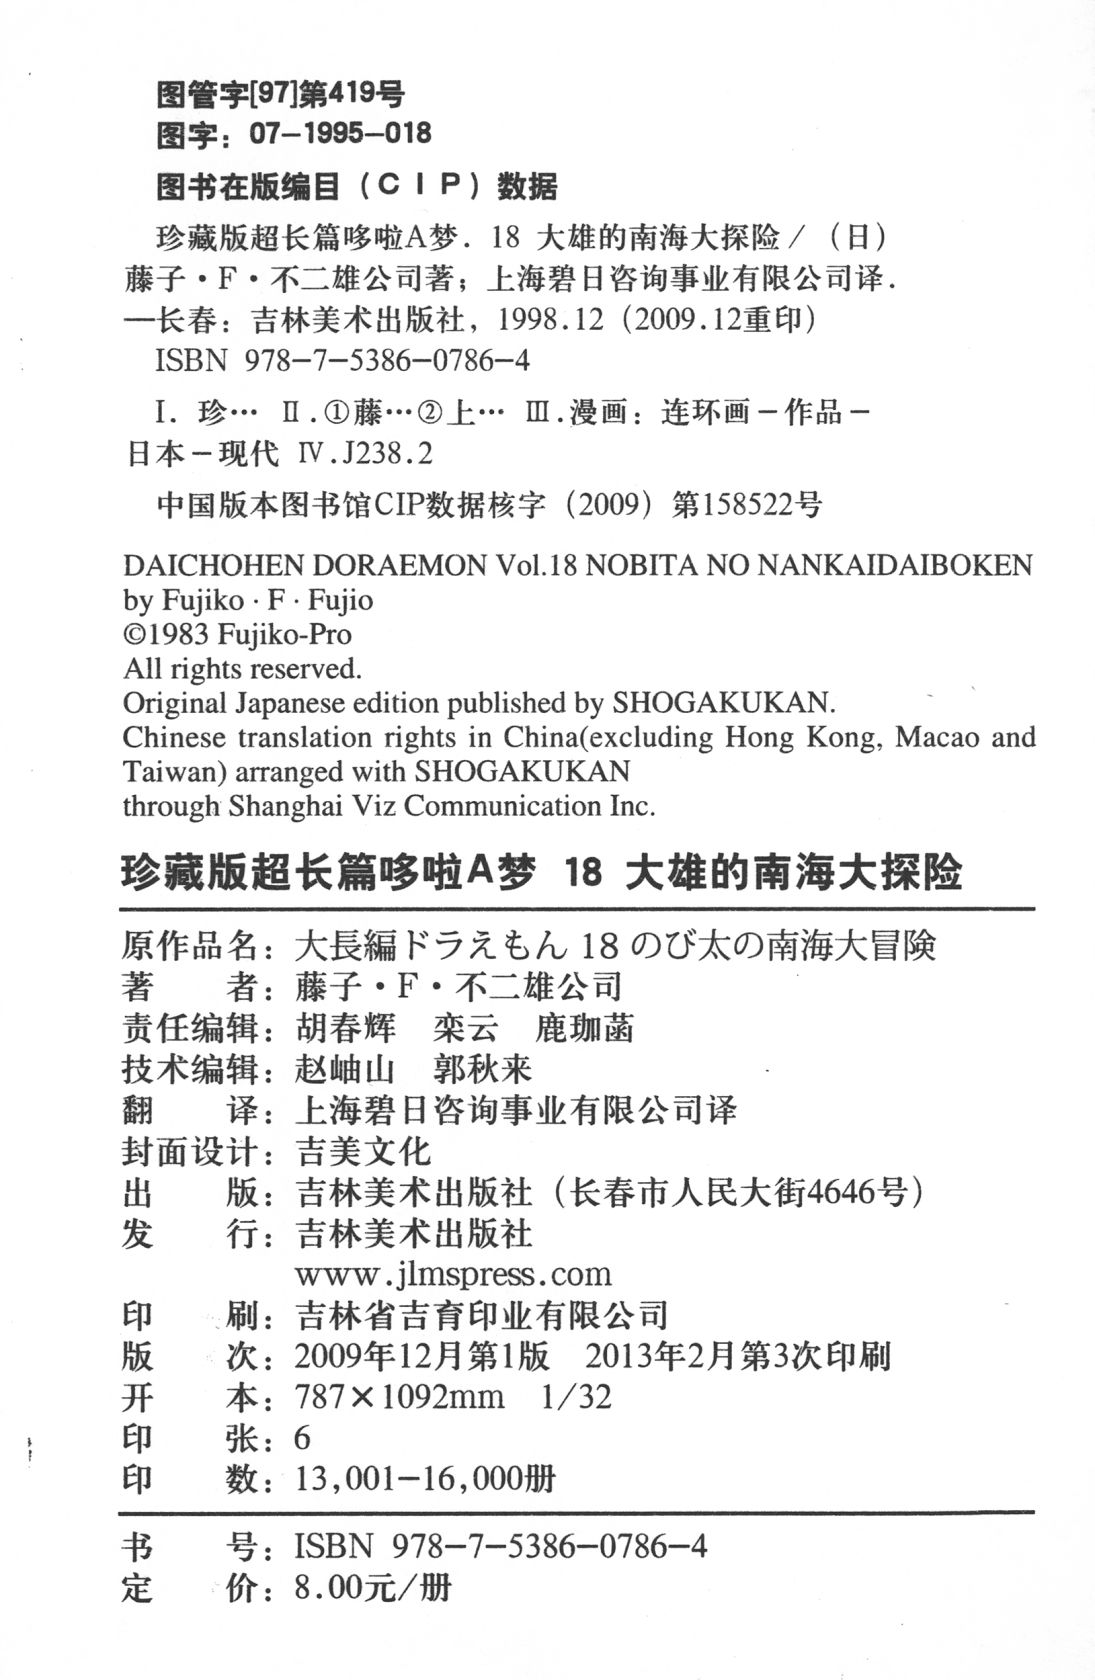 图管字[97]第419号
图字：07－1995－018
图书在版编目（CIP）数据
珍藏版超长篇哆啦A梦．18 大雄的南海大探险／（日）
藤子・F・不二雄公司著；上海碧日咨询事业有限公司译．
—长春：吉林美术出版社，1998.12（2009.12重印）
ISBN 978－7－5386－0786－4
Ⅰ．珍… Ⅱ．①藤…②上… Ⅲ．漫画：连环画－作品－
日本－现代 Ⅳ．J238.2
中国版本图书馆CIP数据核字（2009）第158522号
DAICHOHEN DORAEMON Vol.18 NOBITA NO NANKAIDAIBOKEN
by Fujiko · F · Fujio
©1983 Fujiko-Pro
All rights reserved.
Original Japanese edition published by SHOGAKUKAN.
Chinese translation rights in China(excluding Hong Kong, Macao and
Taiwan) arranged with SHOGAKUKAN
through Shanghai Viz Communication Inc.
珍藏版超长篇哆啦A梦 18 大雄的南海大探险
原作品名：大長編ドラえもん 18 のび太の南海大冒険
著 者：藤子・F・不二雄公司
责任编辑：胡春辉 栾云 鹿珈菡
技术编辑：赵岫山 郭秋来
翻 译：上海碧日咨询事业有限公司译
封面设计：吉美文化
出 版：吉林美术出版社（长春市人民大街4646号）
发 行：吉林美术出版社
www.jlmspress.com
印 刷：吉林省吉育印业有限公司
版 次：2009年12月第1版 2013年2月第3次印刷
开 本：787×1092mm 1/32
印 张：6
印 数：13,001－16,000册
书 号：ISBN 978－7－5386－0786－4
定 价：8.00元/册